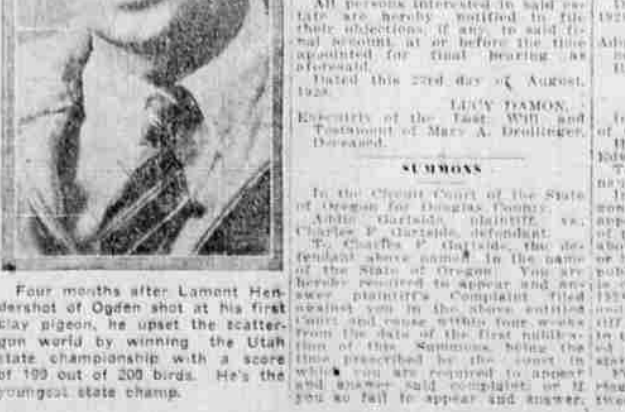 Four months after Lamont Hen-
dershot of Ogden shot at his first
clay pigeon, he upset the scatter-
gun world by winning the Utah
state championship with a score
of 199 out of 200 birds. He's the
youngest state champ.
All persons interested in said es-
tate are hereby notified to file
their objections, if any, to said fi-
nal account, at or before the time
appointed for final hearing as
aforesaid.
Dated this 23rd day of August,
LUCY DAMON,
Executrix of the Last Will and
Testament of Mary A. Drollinger,
Deceased.
SUMMONS
In the Circuit Court of the State
of Oregon for Douglas County.
Addie Garside, plaintiff, vs.
Charles P. Garside, defendant.
To Charles P. Garside, the de-
fendant above named: In the name
of the State of Oregon: You are
hereby required to appear and an-
swer plaintiff's Complaint filed
against you in the above entitled
Court and cause within four weeks
from the date of the first publica-
tion of this Summons, being the
time prescribed by the court in
which you are required to appear
and answer said complaint; or if
you so fail to appear and answer,